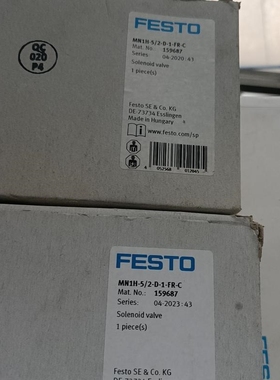 QC
020
P4
FESTO
MN1H-5/2-D-1-FR-C
Mat. No.: 159687
Series: 04-2020:43
Solenoid valve
1 piece(s)
Festo SE & Co. KG
DE-73734 Esslingen
Made in Hungary
www.festo.com/sp
FESTO
MN1H-5/2-D-1-FR-C
Mat. No.: 159687
Series: 04-2023:43
Solenoid valve
1 piece(s)
Festo SE & Co. KG